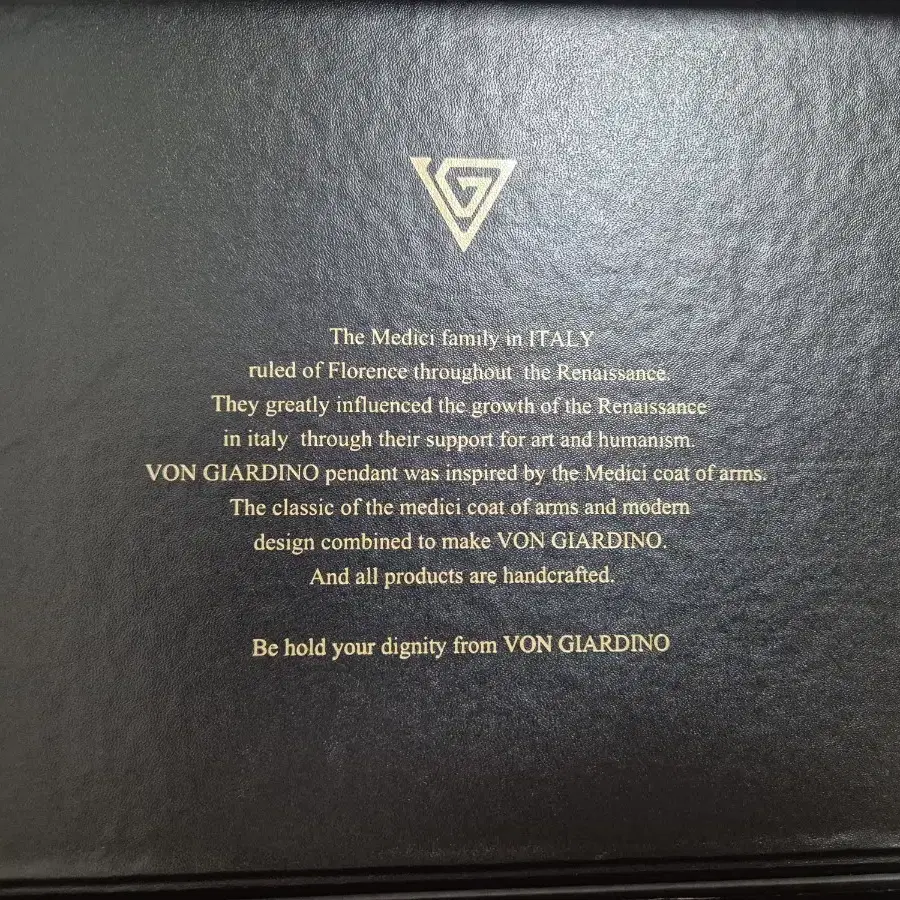 VG
The Medici family in ITALY
ruled of Florence throughout the Renaissance.
They greatly influenced the growth of the Renaissance
in italy through their support for art and humanism.
VON GIARDINO pendant was inspired by the Medici coat of arms.
The classic of the medici coat of arms and modern
design combined to make VON GIARDINO.
And all products are handcrafted.
Be hold your dignity from VON GIARDINO